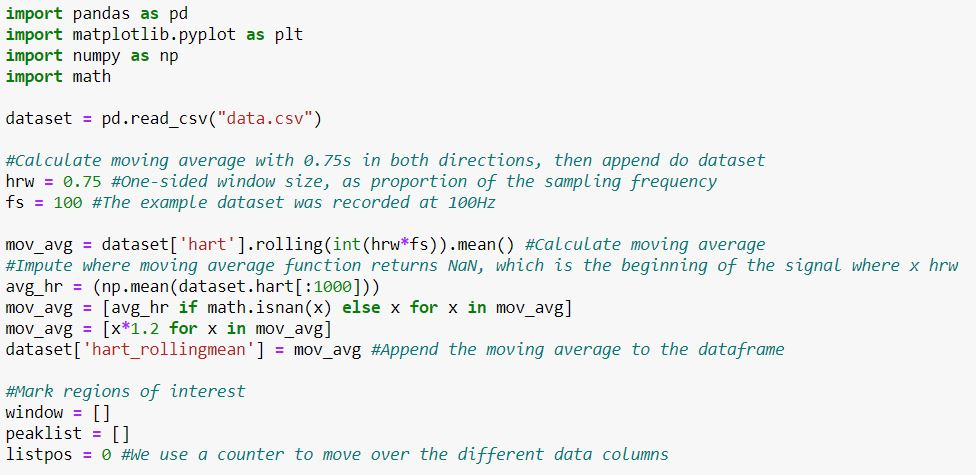 import pandas as pd
import matplotlib.pyplot as plt
import numpy as np
import math
dataset = pd.read_csv("data.csv")
#Calculate moving average with 0.75s in both directions, then append do dataset
hrw = 0.75 #One-sided window size, as proportion of the sampling frequency
fs = 100 #The example dataset was recorded at 100Hz
mov_avg = dataset['hart'].rolling(int(hrw*fs)).mean() #Calculate moving average
#Impute where moving average function returns NaN, which is the beginning of the signal where x hrw
avg_hr = (np.mean(dataset.hart[:1000]))
mov_avg = [avg_hr if math.isnan(x) else x for x in mov_avg]
mov_avg = [x*1.2 for x in mov_avg]
dataset['hart_rollingmean'] = mov_avg #Append the moving average to the dataframe
#Mark regions of interest
window = []
peaklist = []
listpos = 0 #We use a counter to move over the different data columns